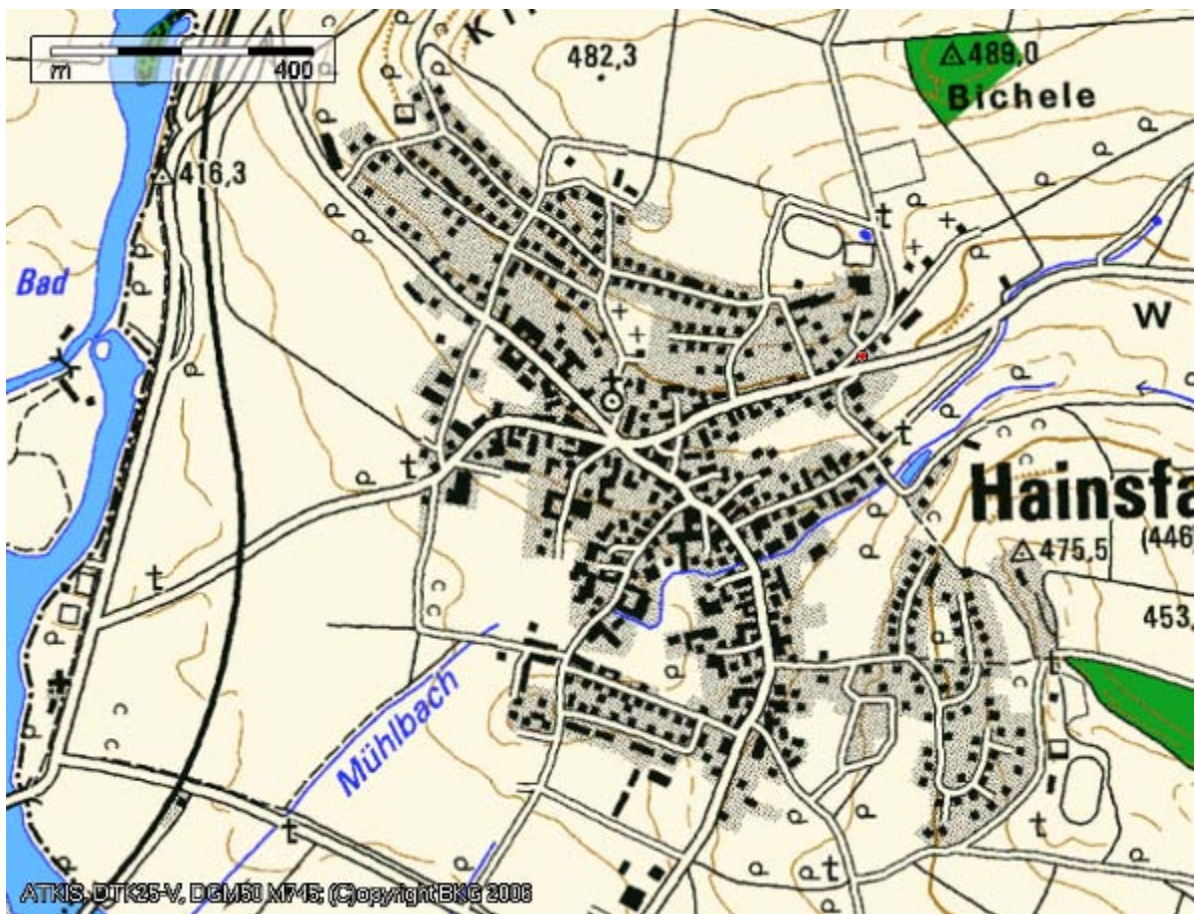 m 400
482,3
489,0
Bichele
416,3
Bad
W
Hainsfa
475,5
(446
453,
Mühlbach
ATKIS, DTK25-V, DGM50 M745; (C)opyright BKG 2006